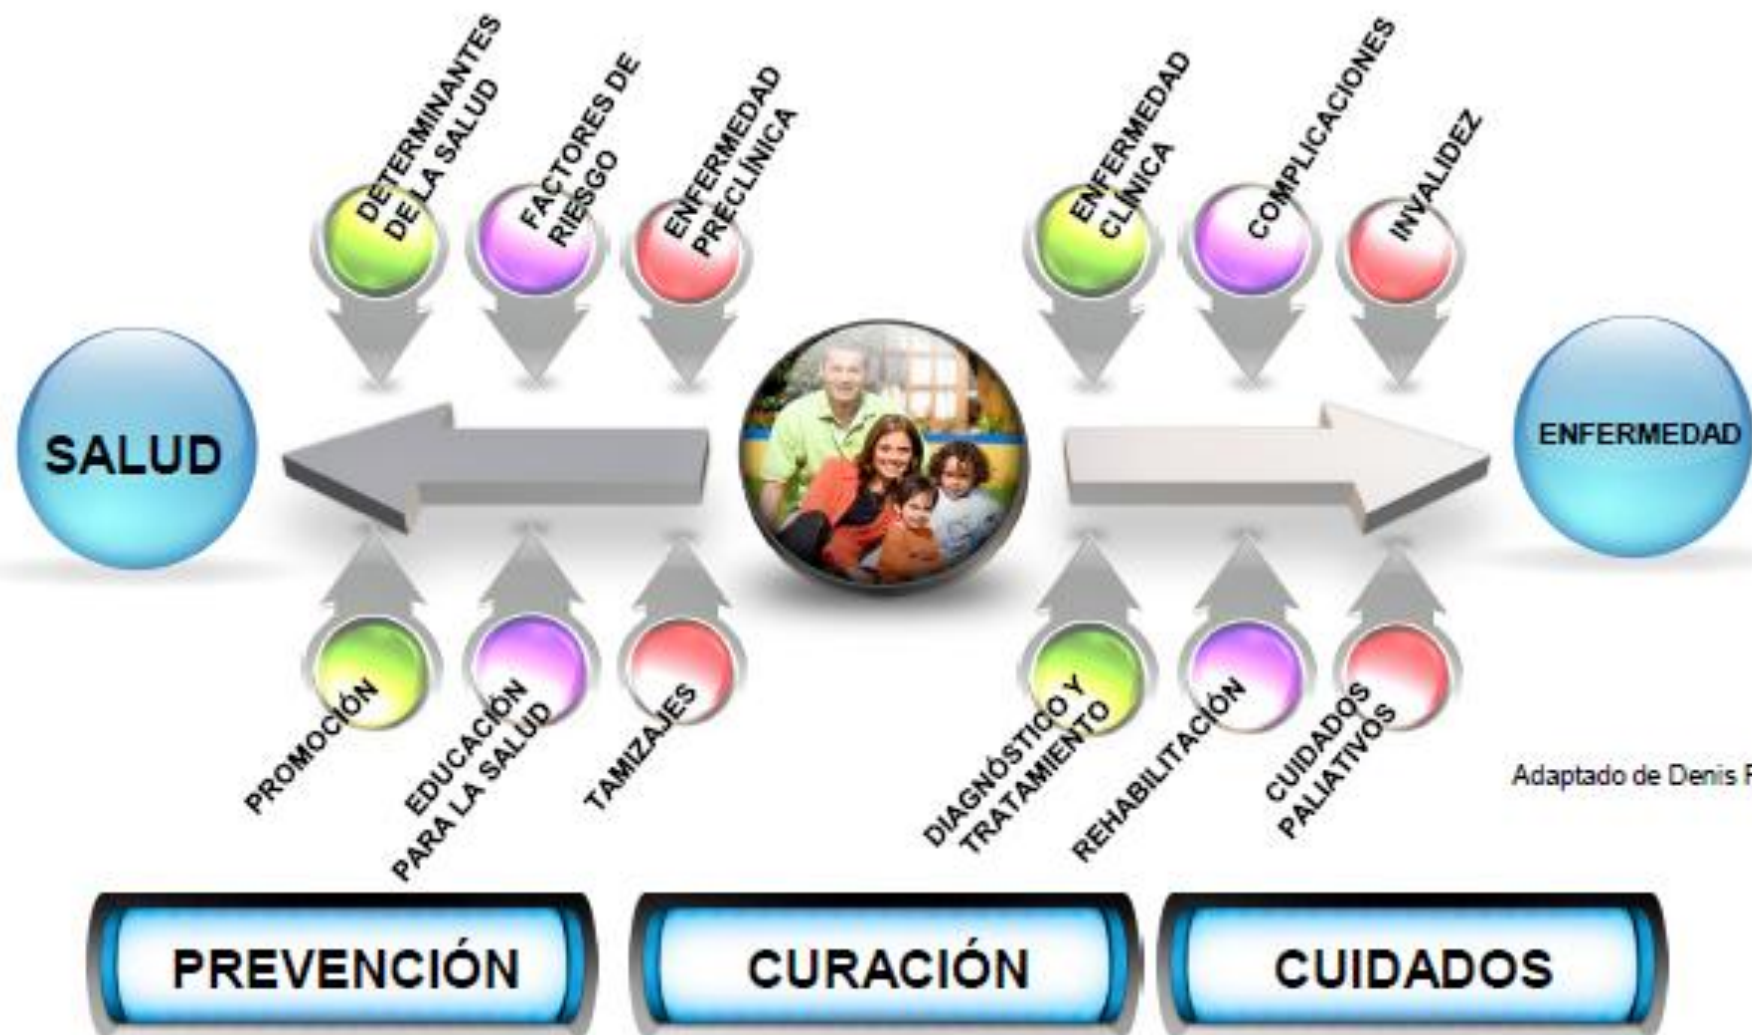 DETERMINANTES
DE LA SALUD
FACTORES DE
RIESGO
ENFERMEDAD
PRECLÍNICA
ENFERMEDAD
CLÍNICA
COMPLICACIONES
INVALIDEZ
SALUD
ENFERMEDAD
PROMOCIÓN
EDUCACIÓN
PARA LA SALUD
TAMIZAJES
DIAGNÓSTICO Y
TRATAMIENTO
REHABILITACIÓN
CUIDADOS
PALIATIVOS
Adaptado de Denis
PREVENCIÓN
CURACIÓN
CUIDADOS